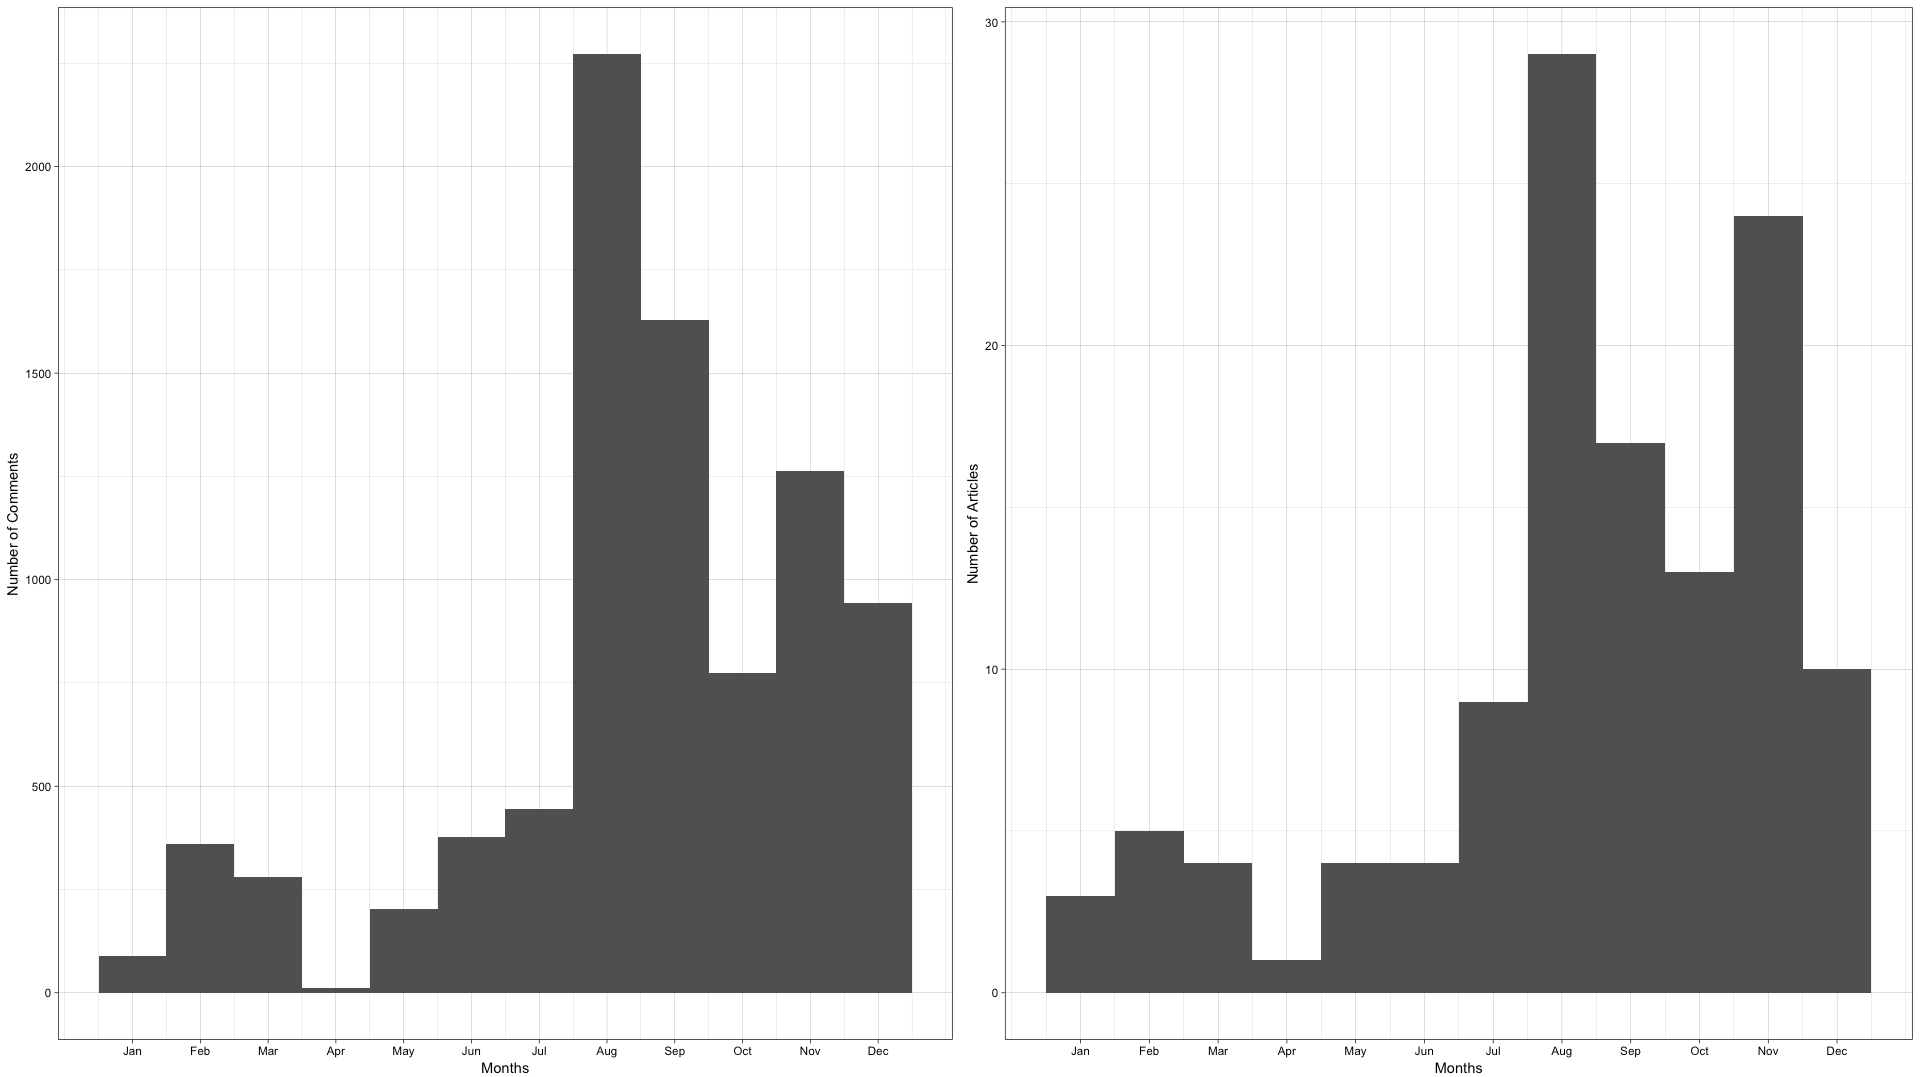 Number of Comments
2000
1500
1000
500
0
Jan Feb Mar Apr May Jun Jul Aug Sep Oct Nov Dec
Months
Number of Articles
30
20
10
0
Jan Feb Mar Apr May Jun Jul Aug Sep Oct Nov Dec
Months